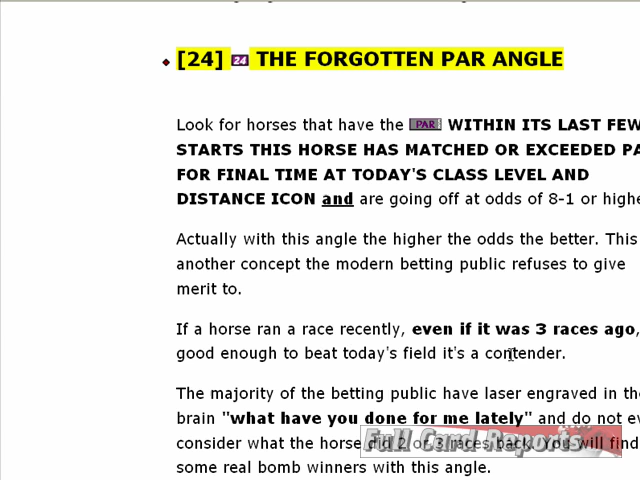 [24] 24 THE FORGOTTEN PAR ANGLE
Look for horses that have the PAR WITHIN ITS LAST FEW
STARTS THIS HORSE HAS MATCHED OR EXCEEDED PA
FOR FINAL TIME AT TODAY'S CLASS LEVEL AND
DISTANCE ICON and are going off at odds of 8-1 or highe
Actually with this angle the higher the odds the better. This
another concept the modern betting public refuses to give
merit to.
If a horse ran a race recently, even if it was 3 races ago,
good enough to beat today's field it's a contender.
The majority of the betting public have laser engraved in the
brain "what have you done for me lately" and do not ev
consider what the horse did 2 or 3 races back. You will find
some real bomb winners with this angle.
Full Card Reports